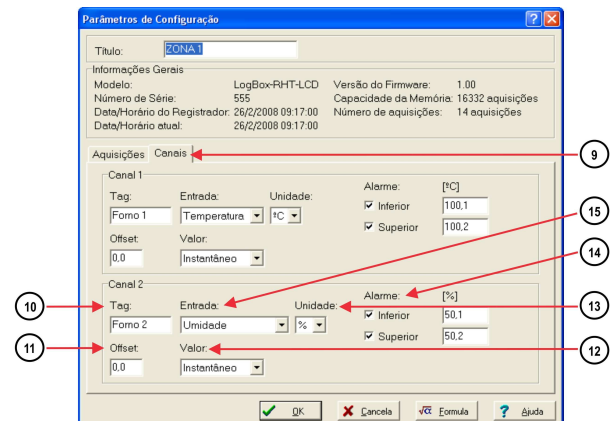 Parâmetros de Configuração
Título: ZONA 1
Informações Gerais
Modelo: LogBox-RHT-LCD Versão do Firmware: 1.00
Número de Série: 555 Capacidade da Memória: 16332 aquisições
Data/Horário do Registrador: 26/2/2008 09:17:00 Número de aquisições: 14 aquisições
Data/Horário atual: 26/2/2008 09:17:00
Aquisições Canais 9
Canal 1
Tag: Entrada: Unidade: Alarme: [ºC]
Forno 1 Temperatura ºC Inferior 100,1
Superior 100,2
15
Offset: Valor:
0,0 Instantâneo
14
Canal 2
10 Tag: Entrada: Unidade: Alarme: [%] 13
Forno 2 Umidade % Inferior 50,1
Superior 50,2
11 Offset: Valor: 12
0,0 Instantâneo
OK Cancela Formula Ajuda